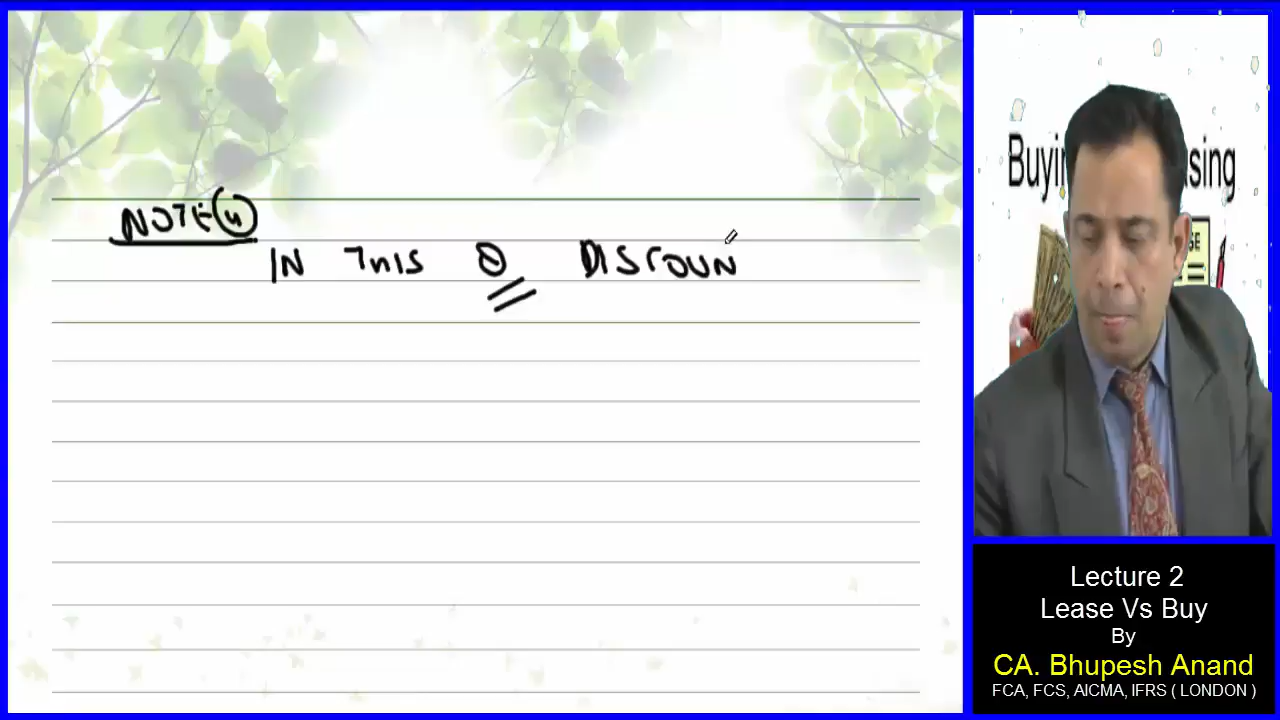 NOTE-(4)
IN THIS Q DISCOUN
Buyi sing
GE
Lecture 2
Lease Vs Buy
By
CA. Bhupesh Anand
FCA, FCS, AICMA, IFRS ( LONDON )